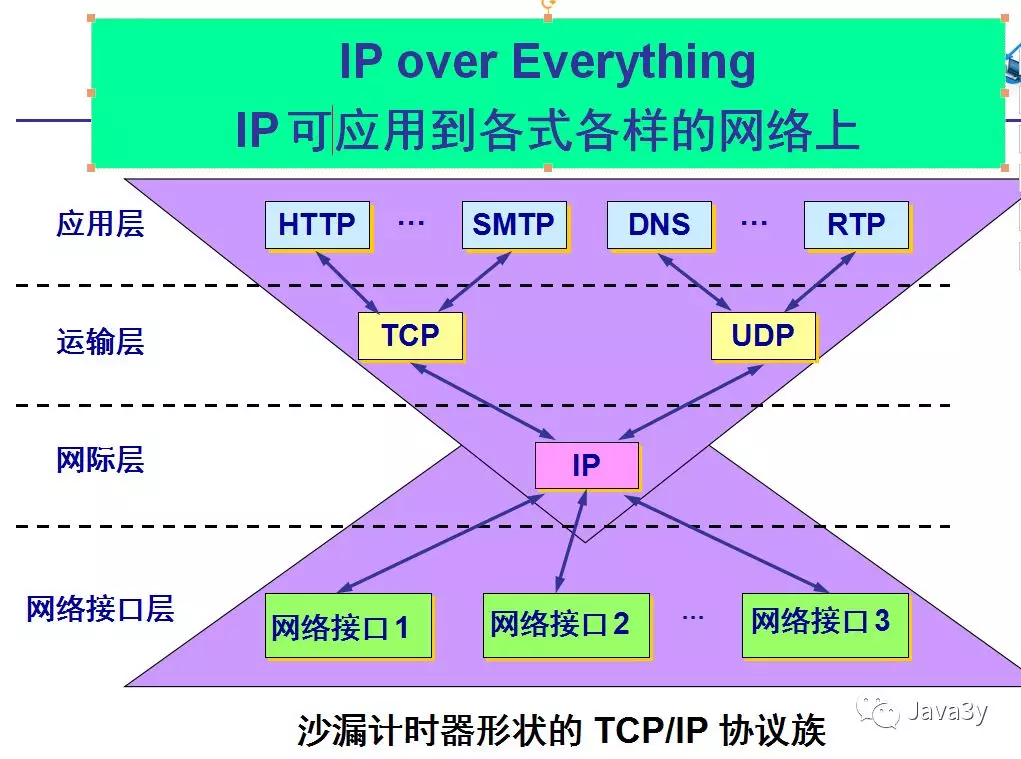 IP over Everything
IP 可应用到各式各样的网络上
应用层 HTTP … SMTP DNS … RTP
运输层 TCP UDP
网际层 IP
网络接口层 网络接口 1 网络接口 2 … 网络接口 3
沙漏计时器形状的 TCP/IP 协议族
Java3y